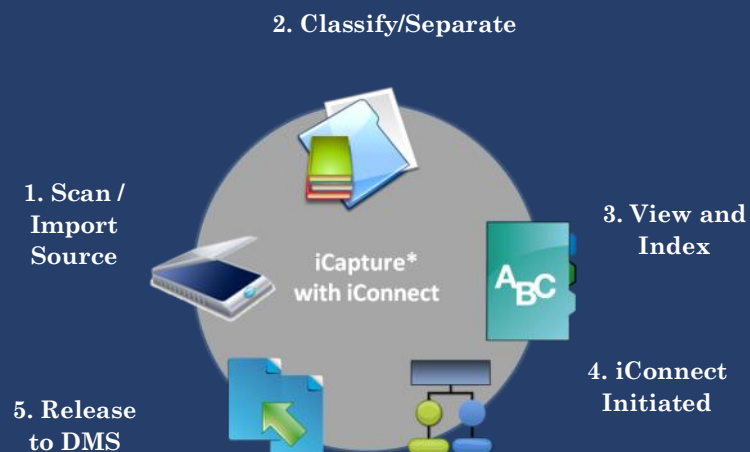 2. Classify/Separate
1. Scan /
Import
Source
3. View and
Index
iCapture*
with iConnect
ABC
4. iConnect
Initiated
5. Release
to DMS